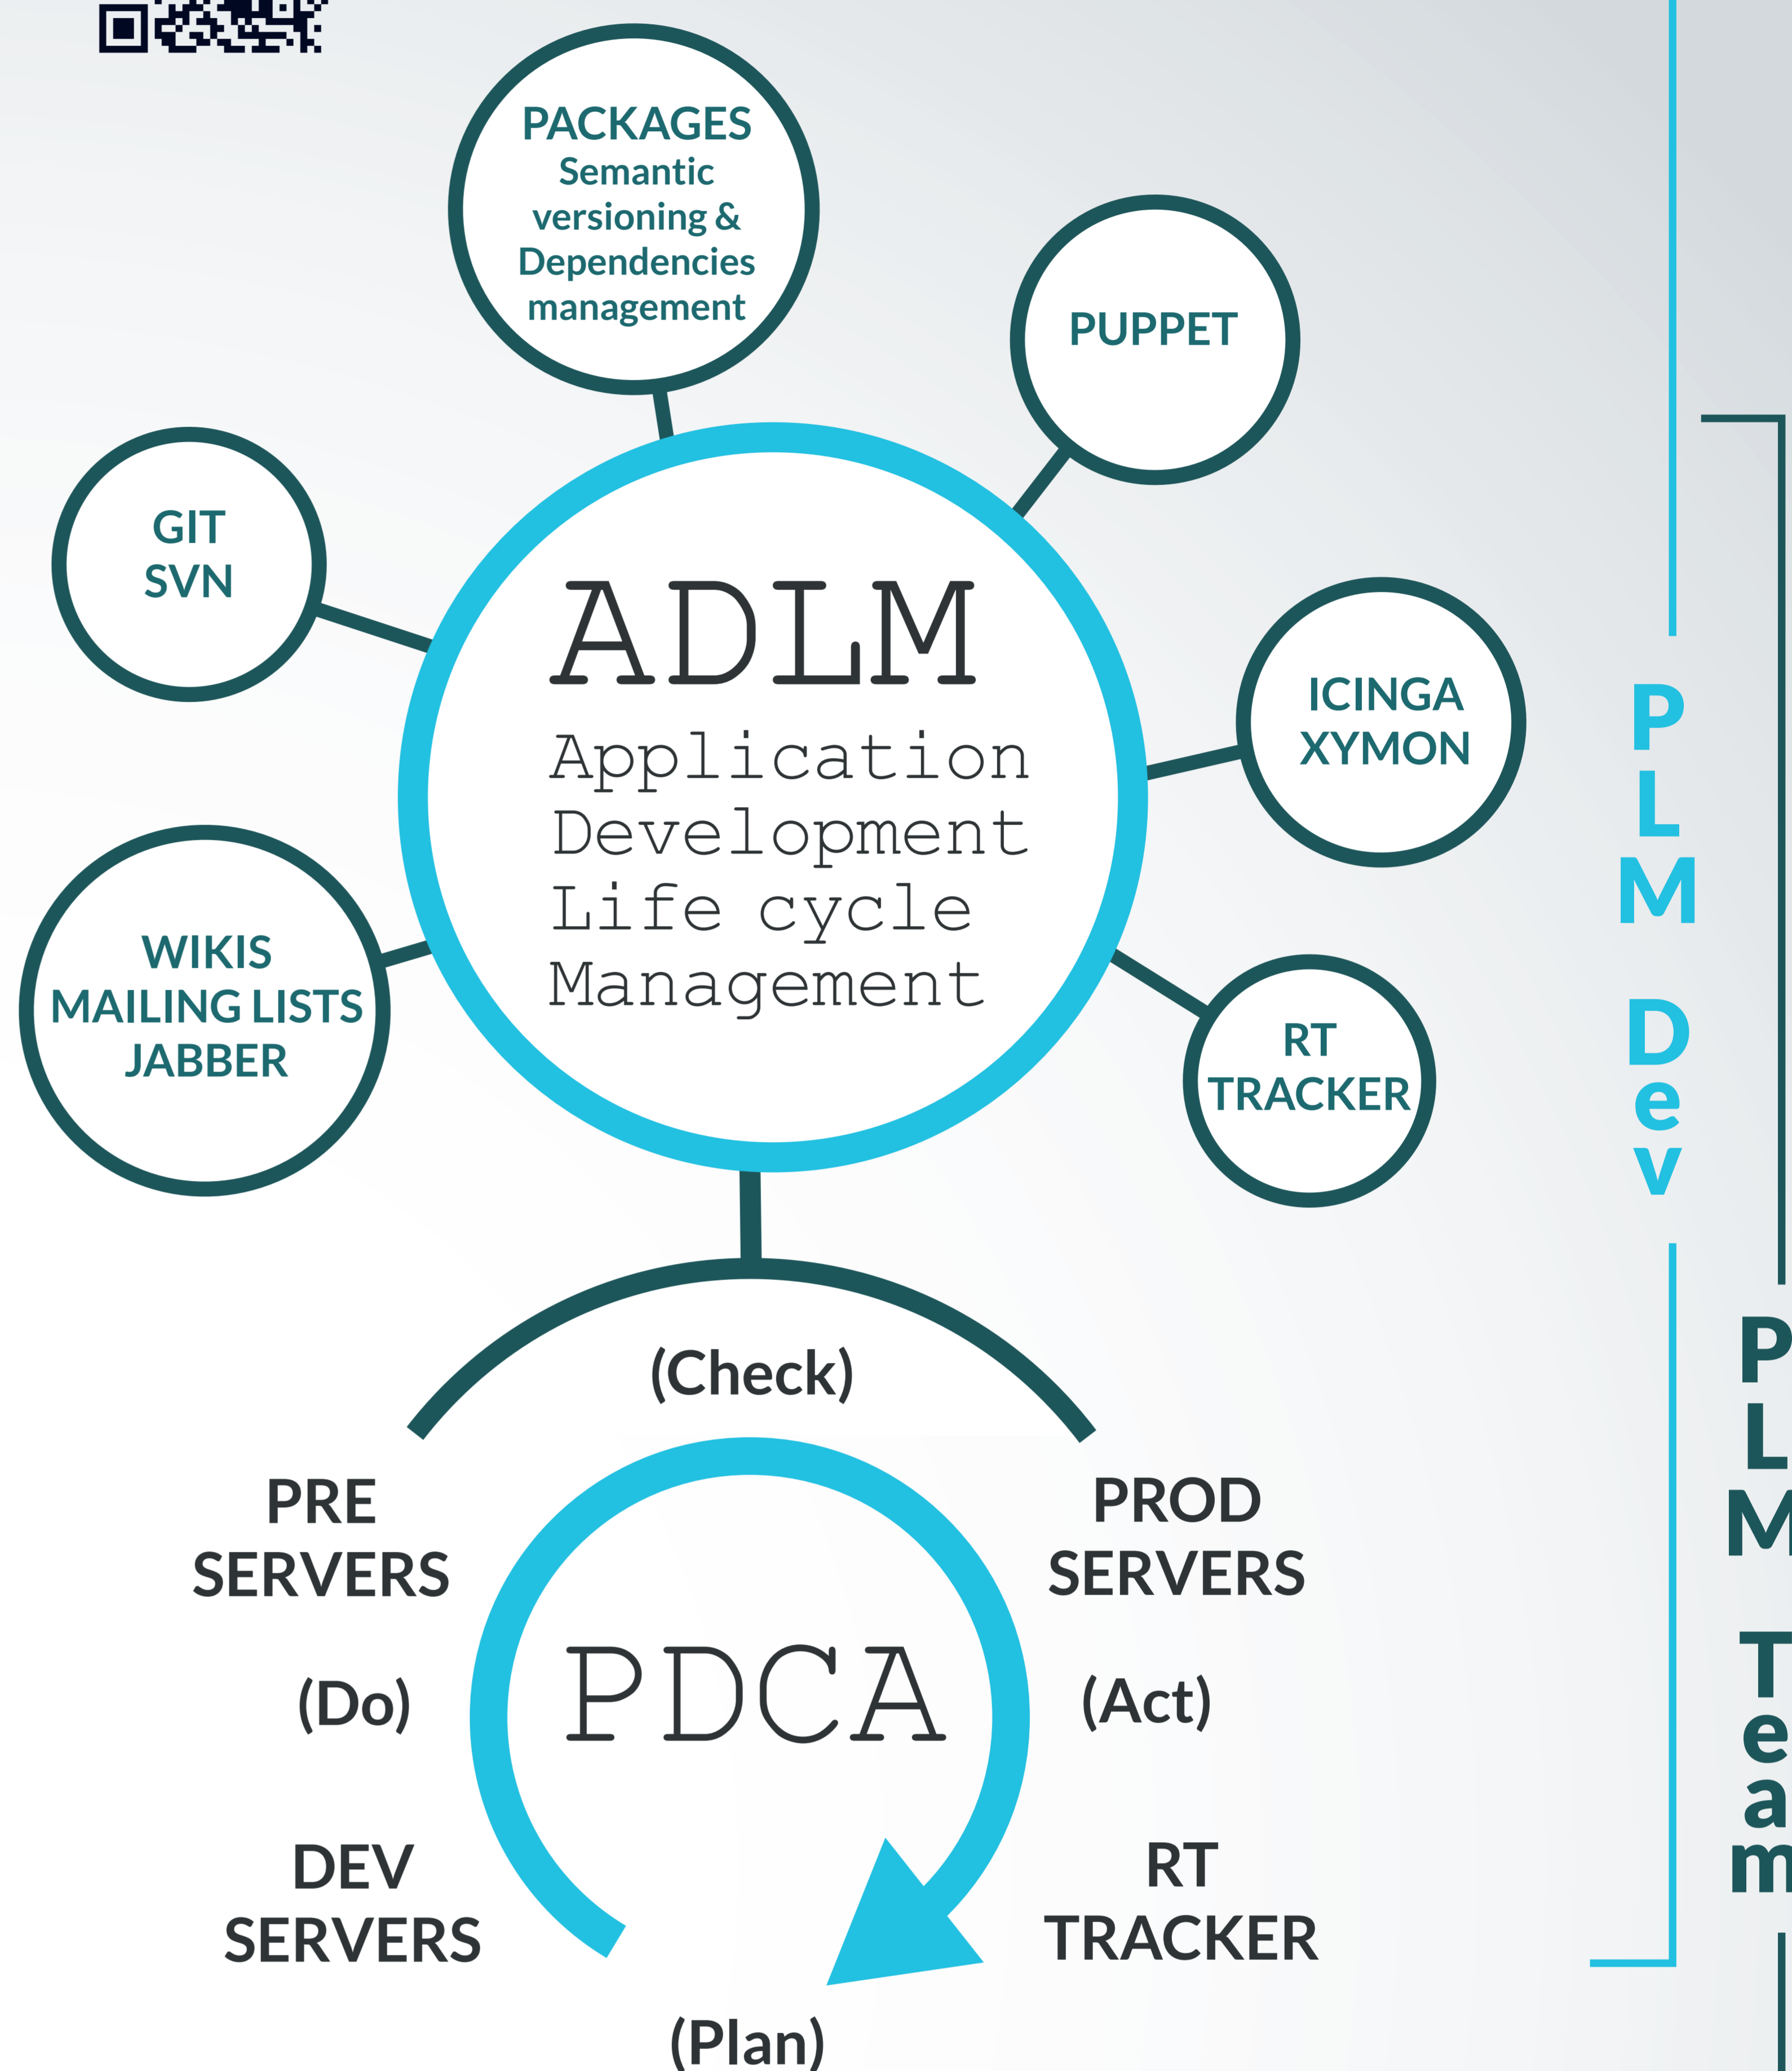 PACKAGES
Semantic
versioning &
Dependencies
management
PUPPET
GIT
SVN
ADLM
Application
Development
Life cycle
Management
ICINGA
XYMON
WIKIS
MAILING LISTS
JABBER
RT
TRACKER
(Check)
PRE
SERVERS
PROD
SERVERS
PDCA
(Do)
(Act)
DEV
SERVERS
RT
TRACKER
(Plan)
PLM Dev
PLM Team